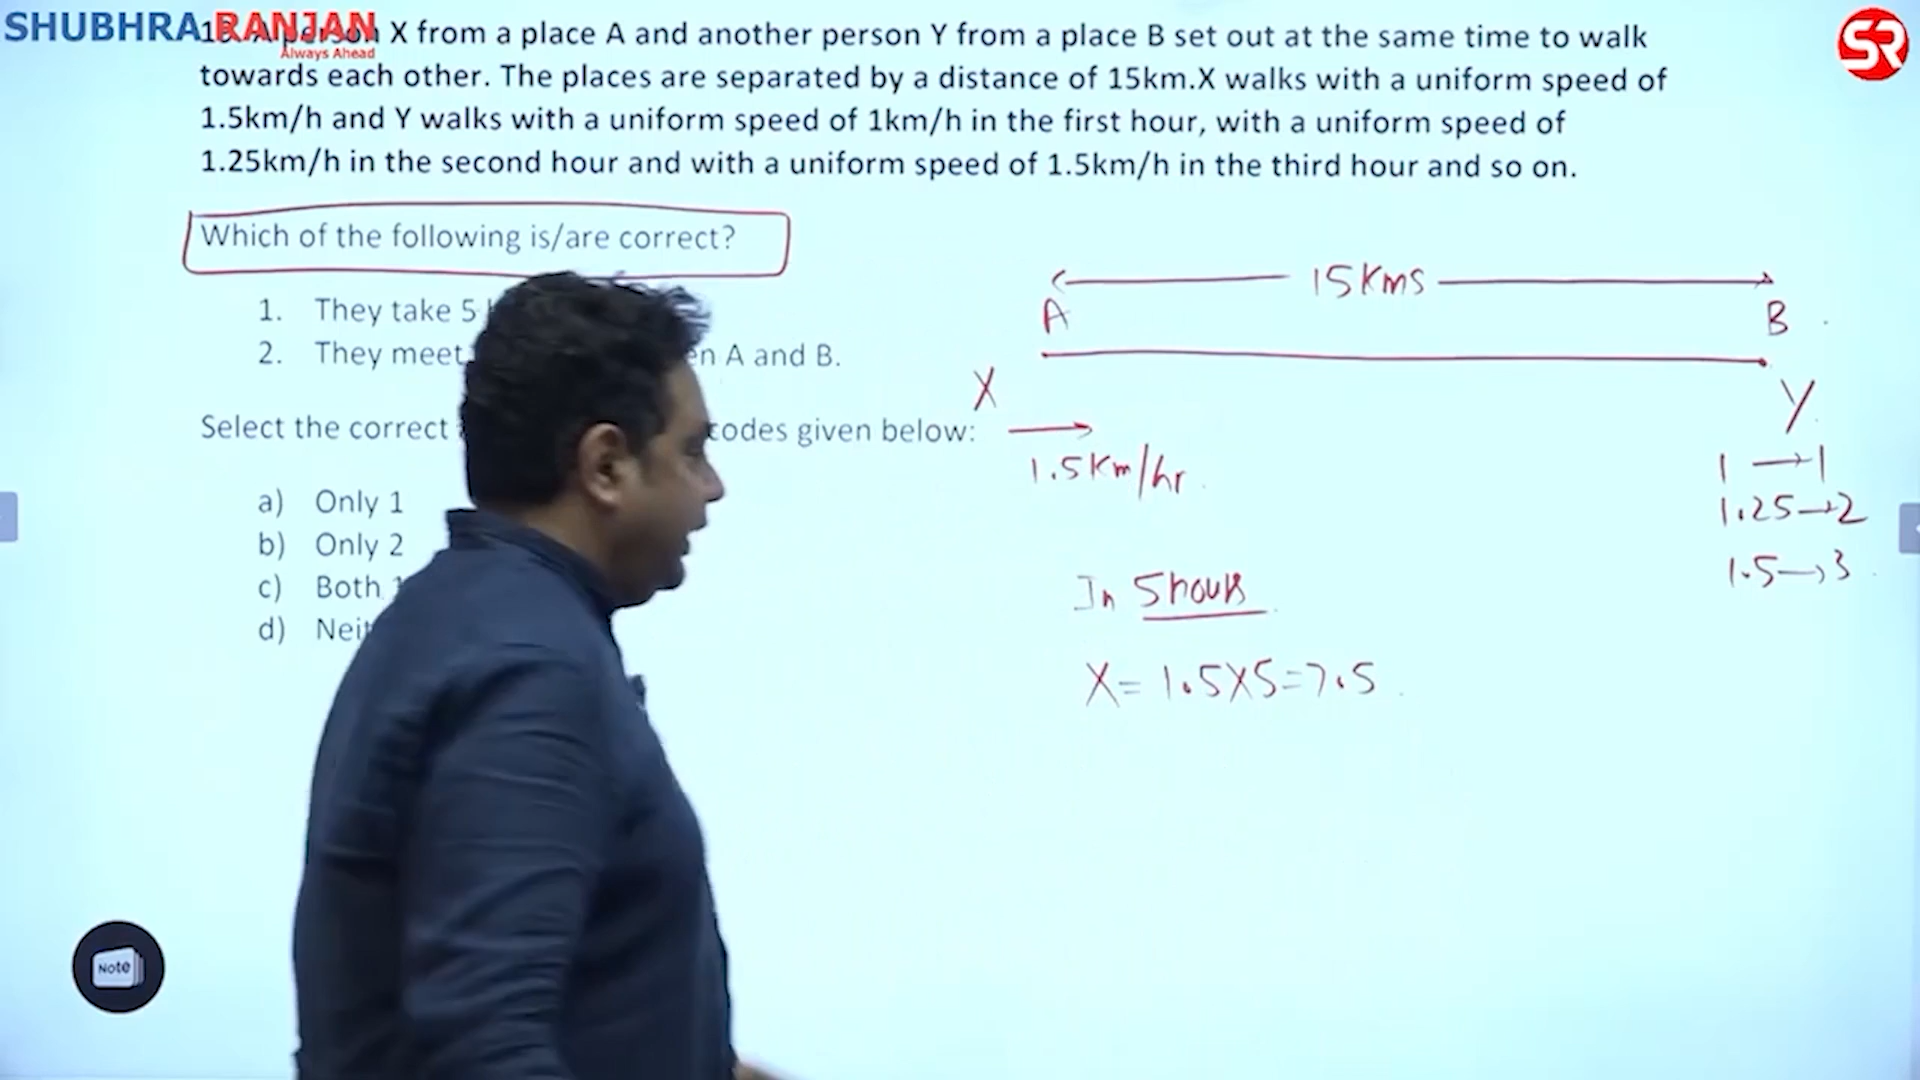 SHUBHRA RANJAN
Always Ahead
SR
person X from a place A and another person Y from a place B set out at the same time to walk
towards each other. The places are separated by a distance of 15km.X walks with a uniform speed of
1.5km/h and Y walks with a uniform speed of 1km/h in the first hour, with a uniform speed of
1.25km/h in the second hour and with a uniform speed of 1.5km/h in the third hour and so on.
Which of the following is/are correct?
1. They take 5
2. They meet A and B.
Select the correct codes given below:
a) Only 1
b) Only 2
c) Both
d)
15Kms
A B
X Y
1.5Km/hr
1 → 1
1.25 → 2
1.5 → 3
In 5hours
X = 1.5X5=7.5
Note